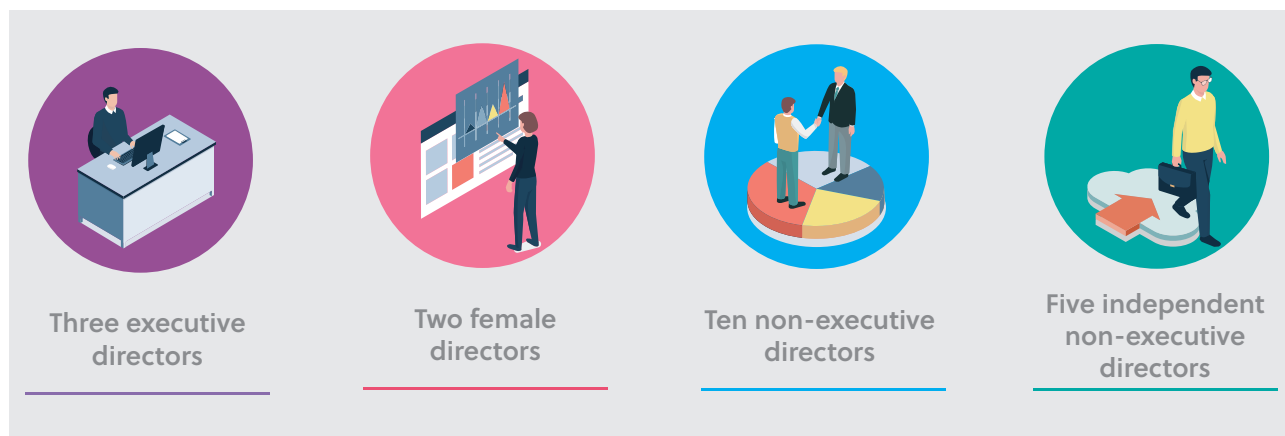 Three executive
directors
Two female
directors
Ten non-executive
directors
Five independent
non-executive
directors